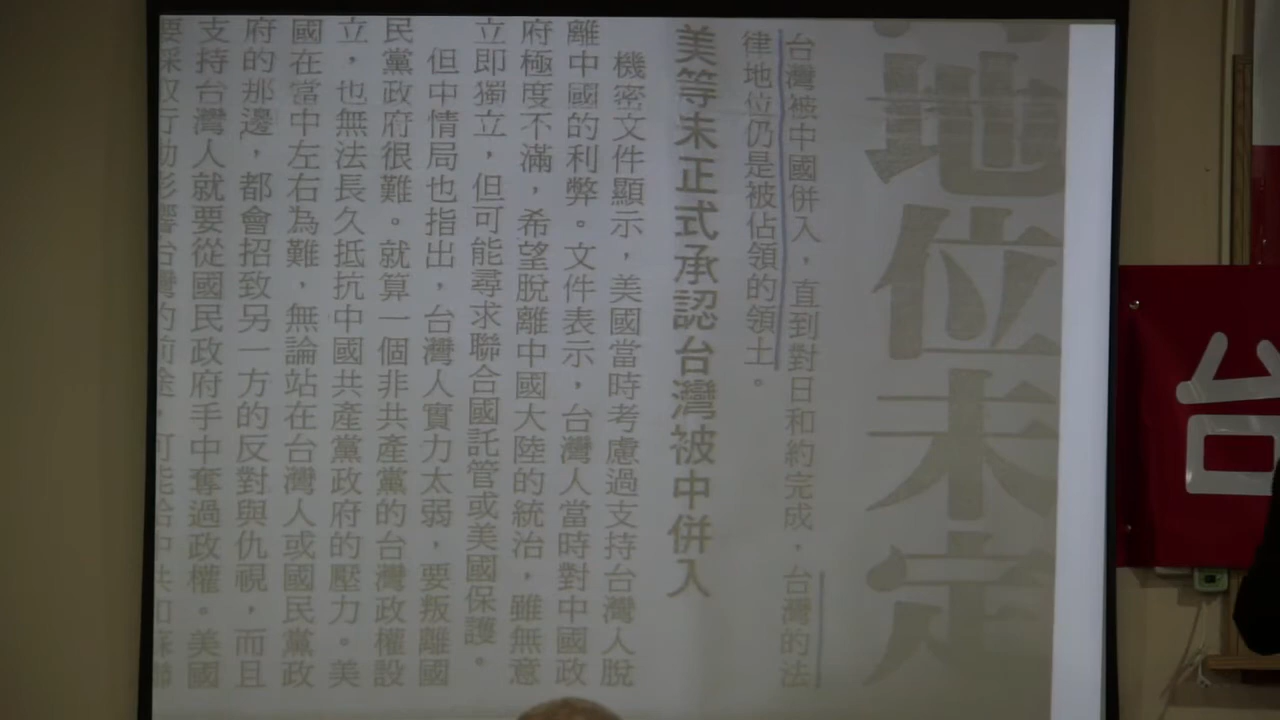 地位未定
台灣被中國併入，直到對日和約完成，台灣的法
律地位仍是被佔領的領土。
美等未正式承認台灣被中併入
機密文件顯示，美國當時考慮過支持台灣人脫
離中國的利弊。文件表示，台灣人當時對中國政
府極度不滿，希望脫離中國大陸的統治，雖無意
立即獨立，但可能尋求聯合國託管或美國保護。
但中情局也指出，台灣人實力太弱，要叛離國
民黨政府很難。就算一個非共產黨的台灣政權設
立，也無法長久抵抗中國共產黨政府的壓力。美
國在當中左右為難，無論站在台灣人或國民黨政
府的那邊，都會招致另一方的反對與仇視，而且
支持台灣人就要從國民政府手中奪過政權。美國
台